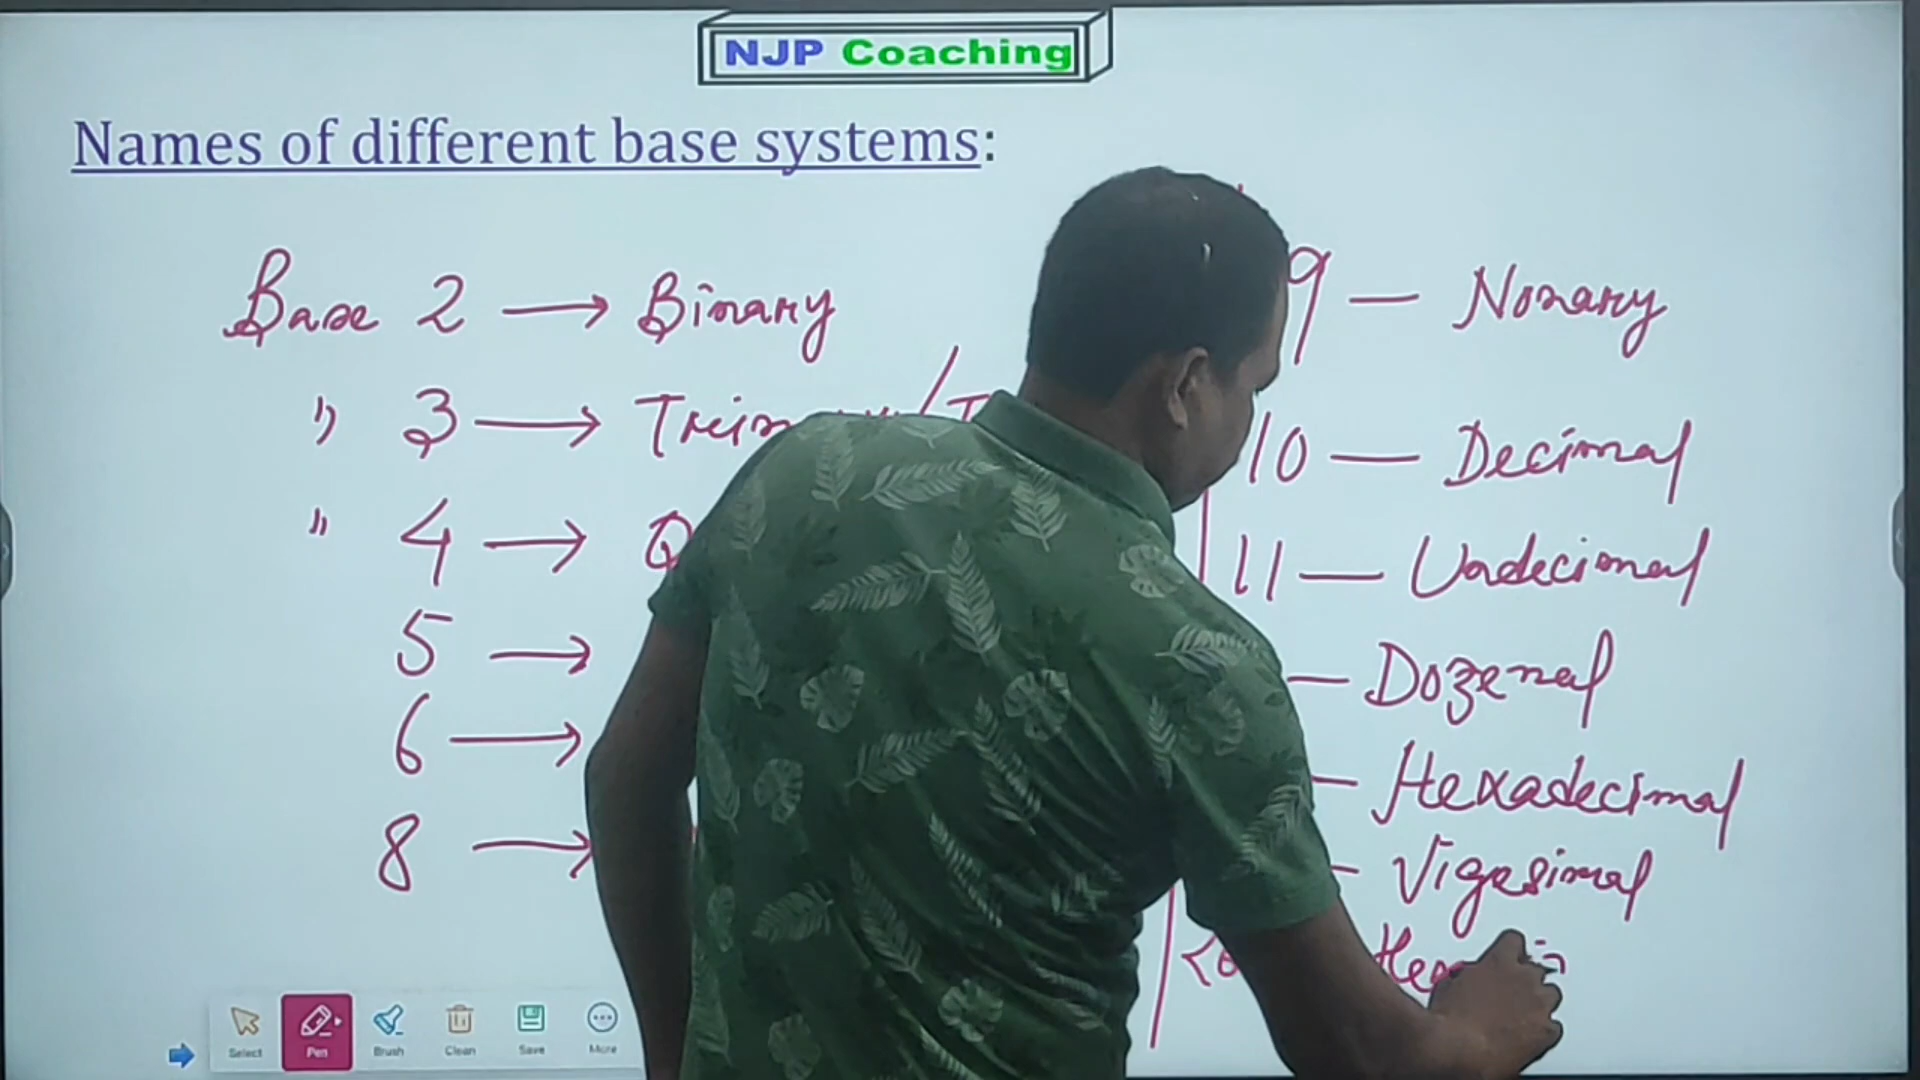 NJP Coaching
Names of different base systems:
Base 2 → Binary
" 3 →
" 4 →
5 →
6 →
8 →
9 — Nonary
10 — Decimal
11 — Undecimal
— Dozenal
— Hexadecimal
— Vigesimal
Select Pen Brush Clean Save More